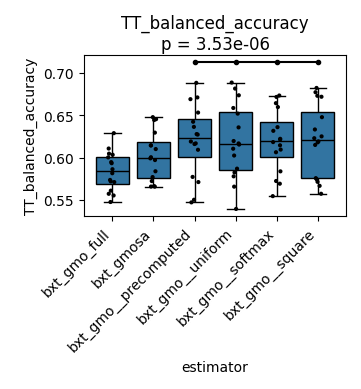 TT_balanced_accuracy
p = 3.53e-06
TT_balanced_accuracy
0.70
0.65
0.60
0.55
bxt_gmo_full
bxt_gmosa
bxt_gmo__precomputed
bxt_gmo__uniform
bxt_gmo__softmax
bxt_gmo__square
estimator